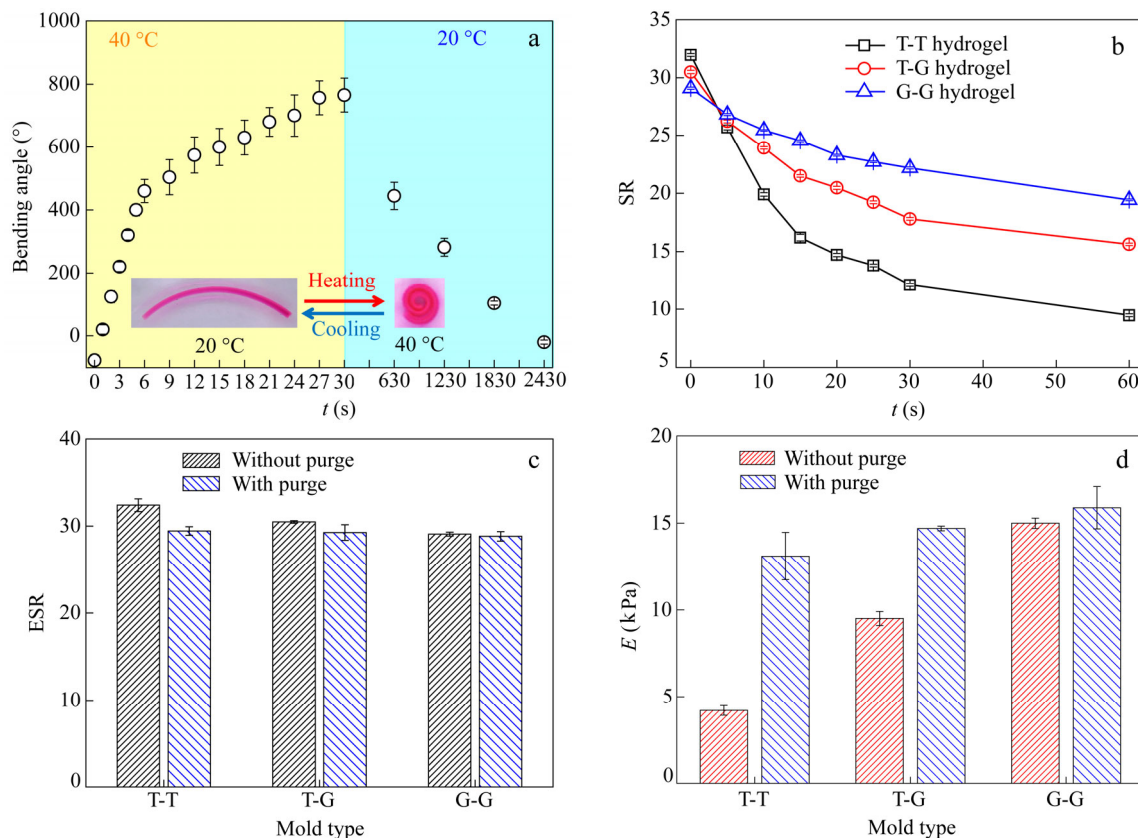 a
40 °C
20 °C
1000
800
600
400
200
0
Bending angle (°)
Heating
Cooling
20 °C
40 °C
0 3 6 9 12 15 18 21 24 27 30 630 1230 1830 2430
t (s)
b
T-T hydrogel
T-G hydrogel
G-G hydrogel
35
30
25
20
15
10
5
SR
0 10 20 30 40 50 60
t (s)
c
Without purge
With purge
40
30
20
10
0
ESR
T-T T-G G-G
Mold type
d
Without purge
With purge
20
15
10
5
0
E (kPa)
T-T T-G G-G
Mold type